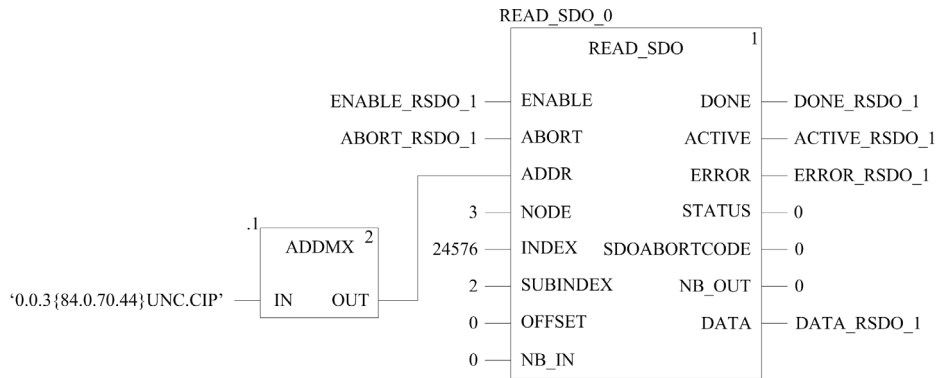 READ_SDO_0
READ_SDO 1
ENABLE_RSDO_1 ENABLE DONE DONE_RSDO_1
ABORT_RSDO_1 ABORT ACTIVE ACTIVE_RSDO_1
ADDR ERROR ERROR_RSDO_1
3 NODE STATUS 0
.1
ADDMX 2
24576 INDEX SDOABORTCODE 0
2 SUBINDEX NB_OUT 0
‘0.0.3{84.0.70.44}UNC.CIP’ IN OUT
0 OFFSET DATA DATA_RSDO_1
0 NB_IN